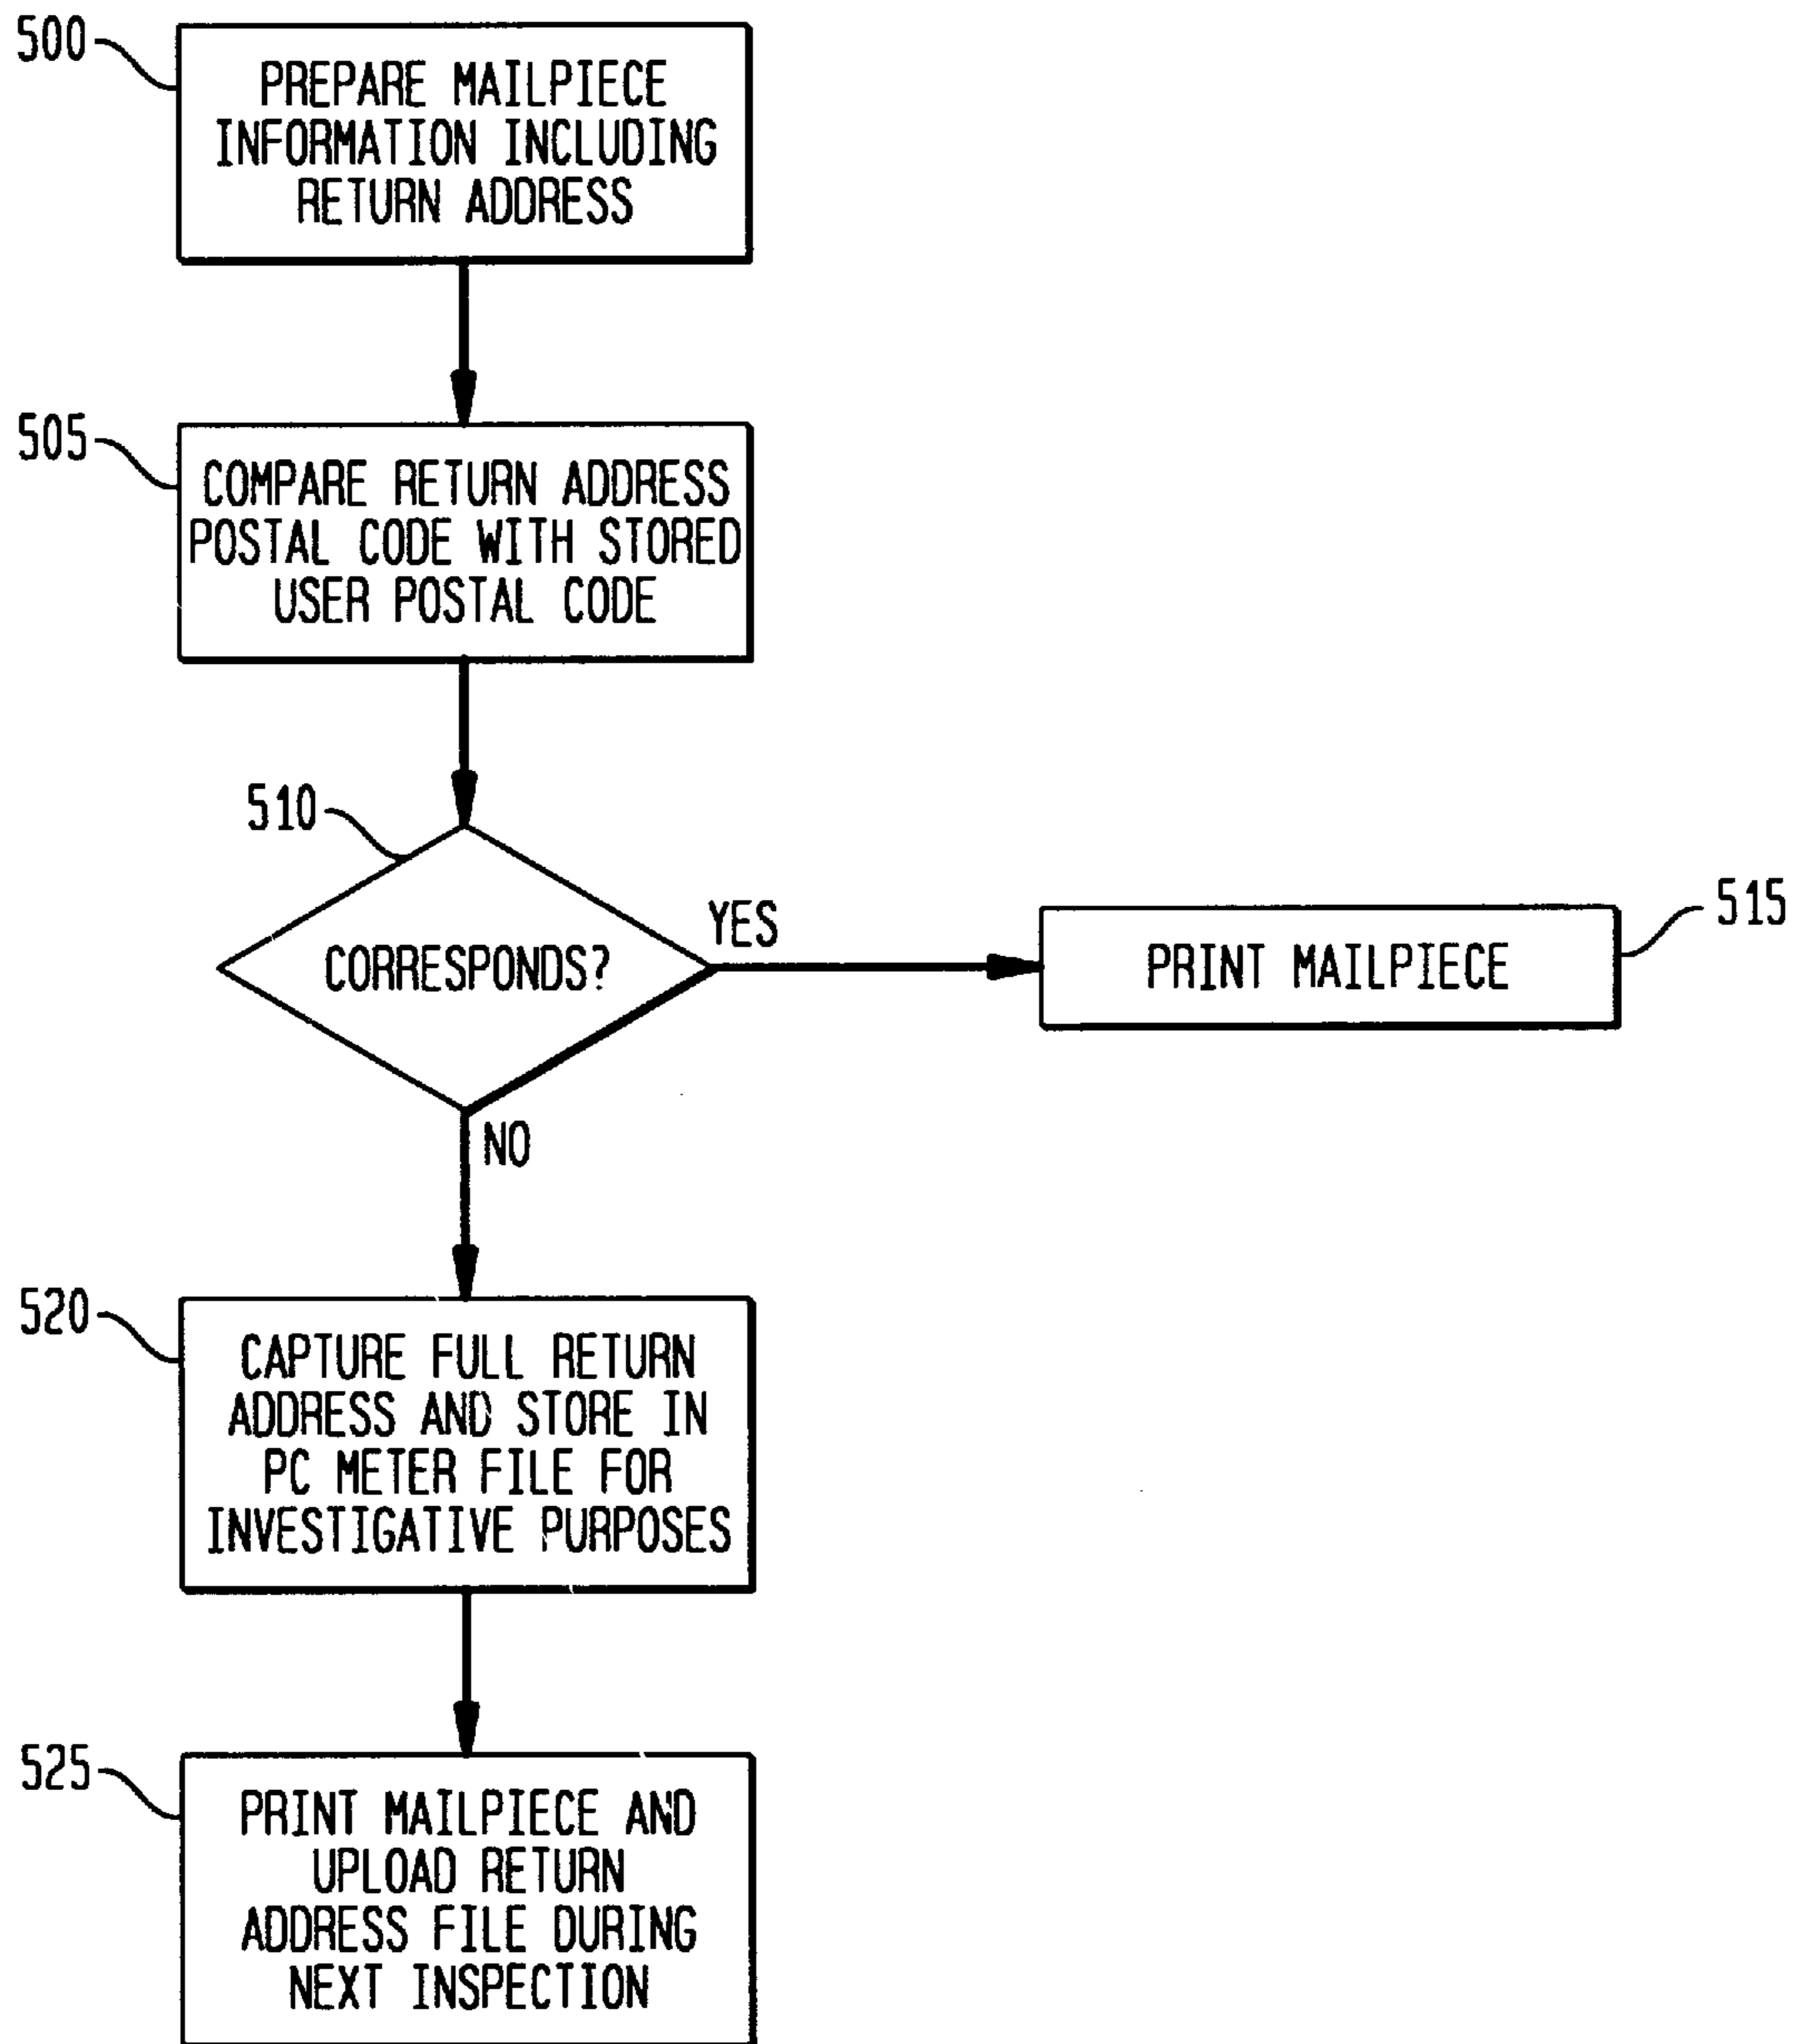 500
PREPARE MAILPIECE
INFORMATION INCLUDING
RETURN ADDRESS
505
COMPARE RETURN ADDRESS
POSTAL CODE WITH STORED
USER POSTAL CODE
510
CORRESPONDS?
YES
PRINT MAILPIECE
515
NO
520
CAPTURE FULL RETURN
ADDRESS AND STORE IN
PC METER FILE FOR
INVESTIGATIVE PURPOSES
525
PRINT MAILPIECE AND
UPLOAD RETURN
ADDRESS FILE DURING
NEXT INSPECTION